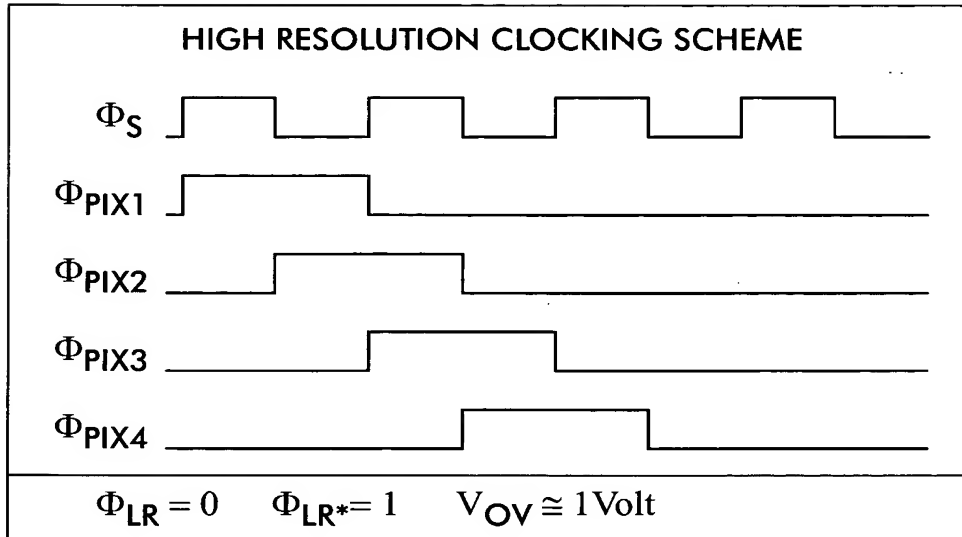 HIGH RESOLUTION CLOCKING SCHEME
ΦS
ΦPIX1
ΦPIX2
ΦPIX3
ΦPIX4
ΦLR = 0 ΦLR*= 1 VOV ≅ 1Volt